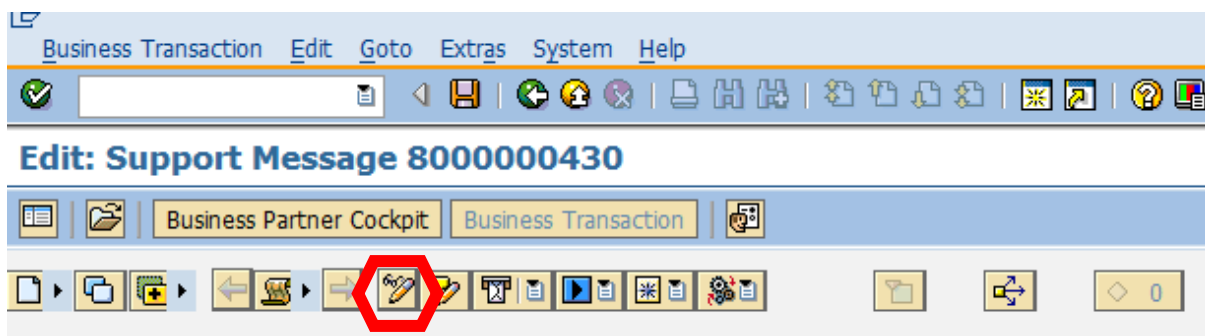 Business Transaction Edit Goto Extras System Help
Edit: Support Message 8000000430
Business Partner Cockpit Business Transaction
0